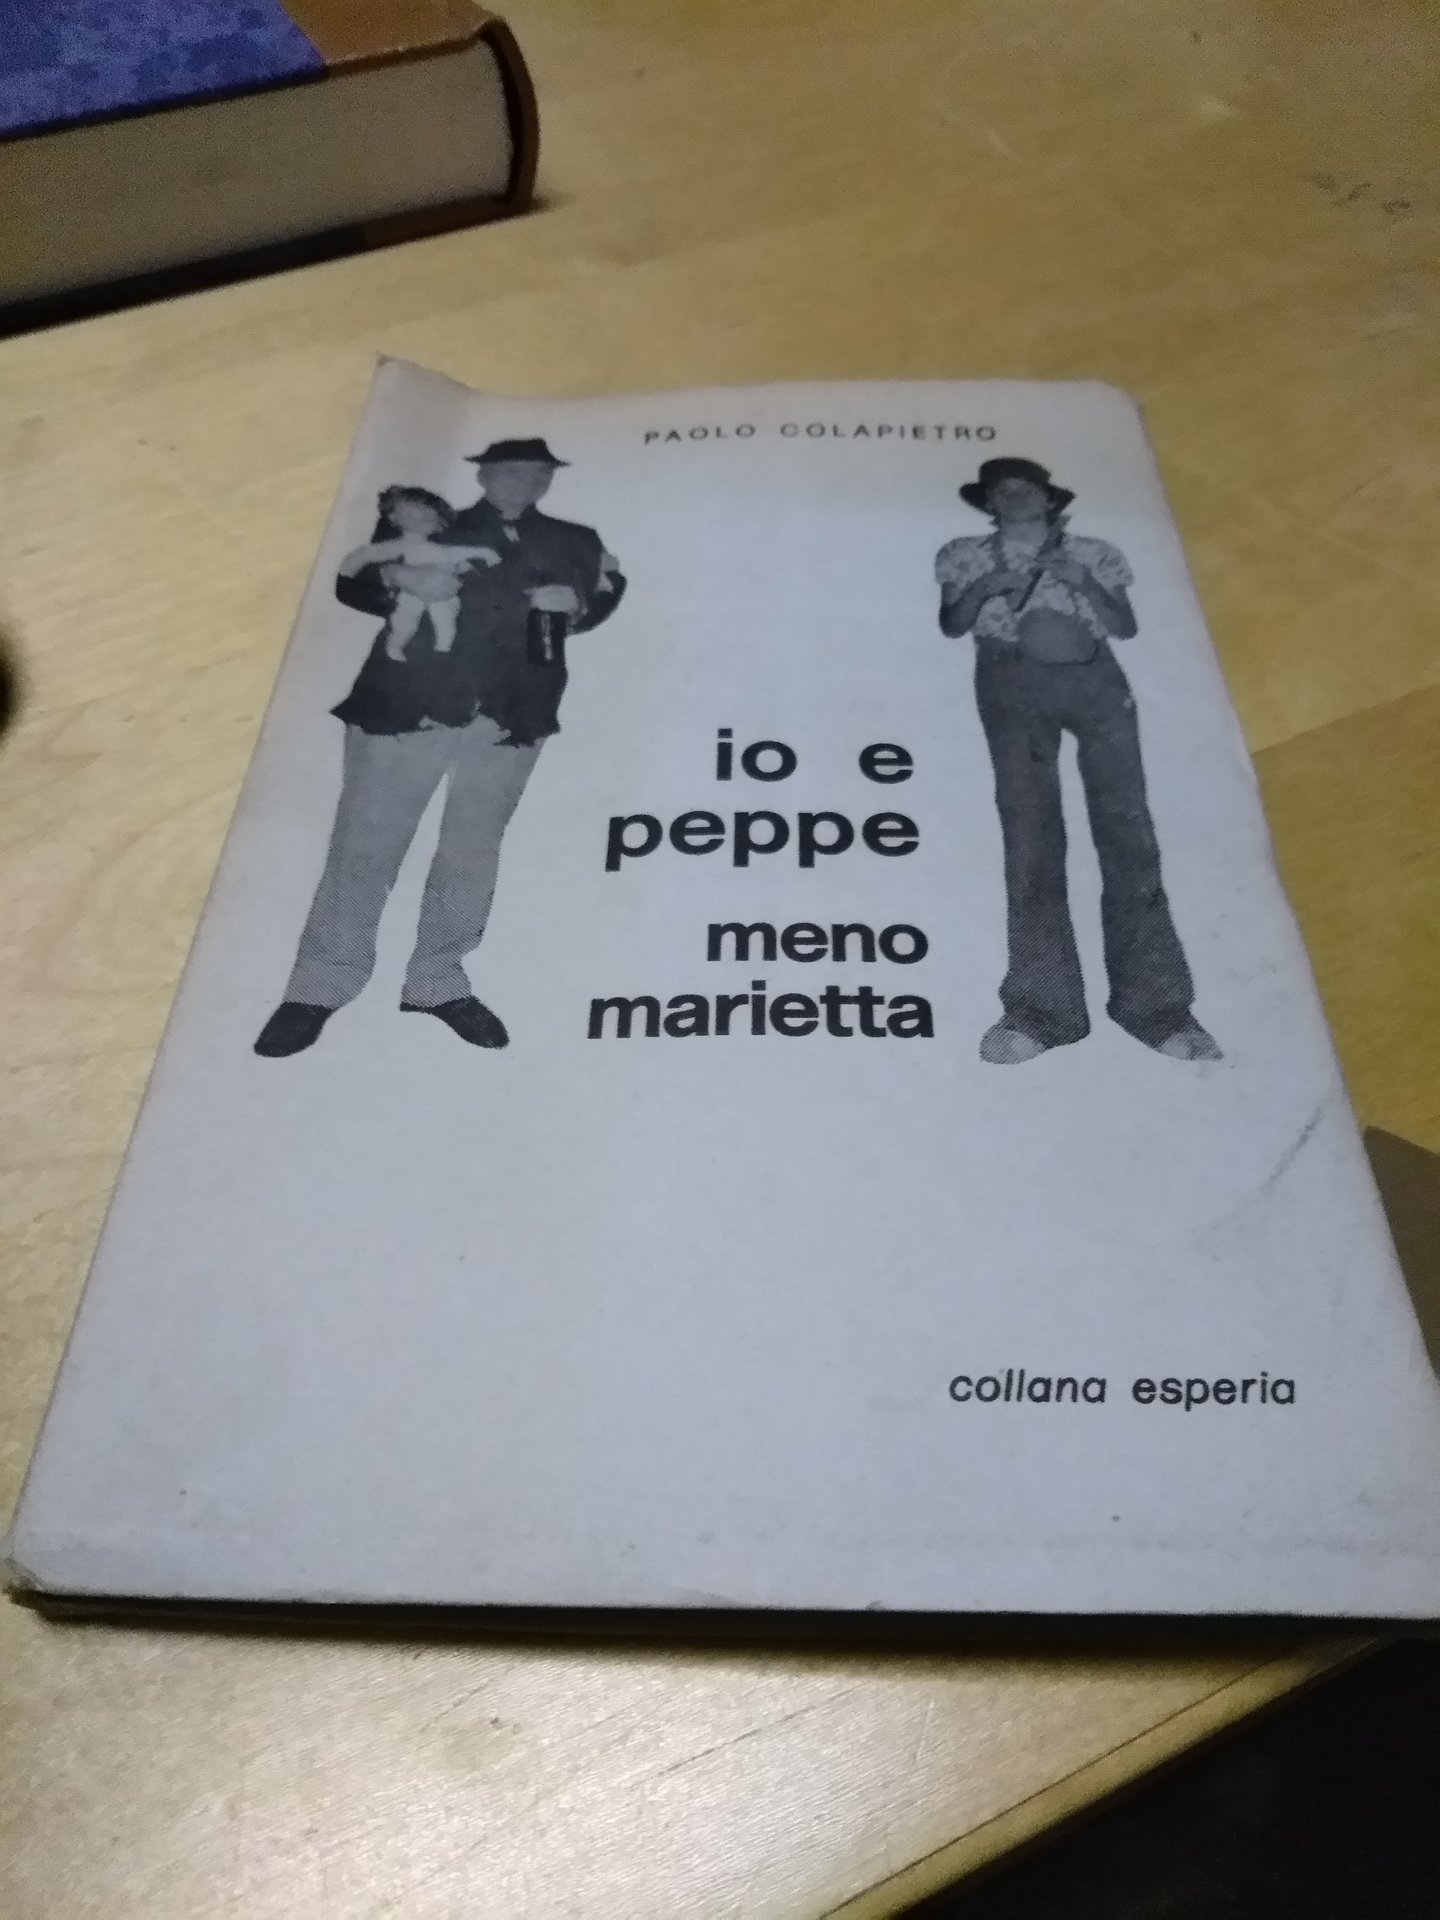 PAOLO COLAPIETRO
io e
peppe
meno
marietta
collana esperia